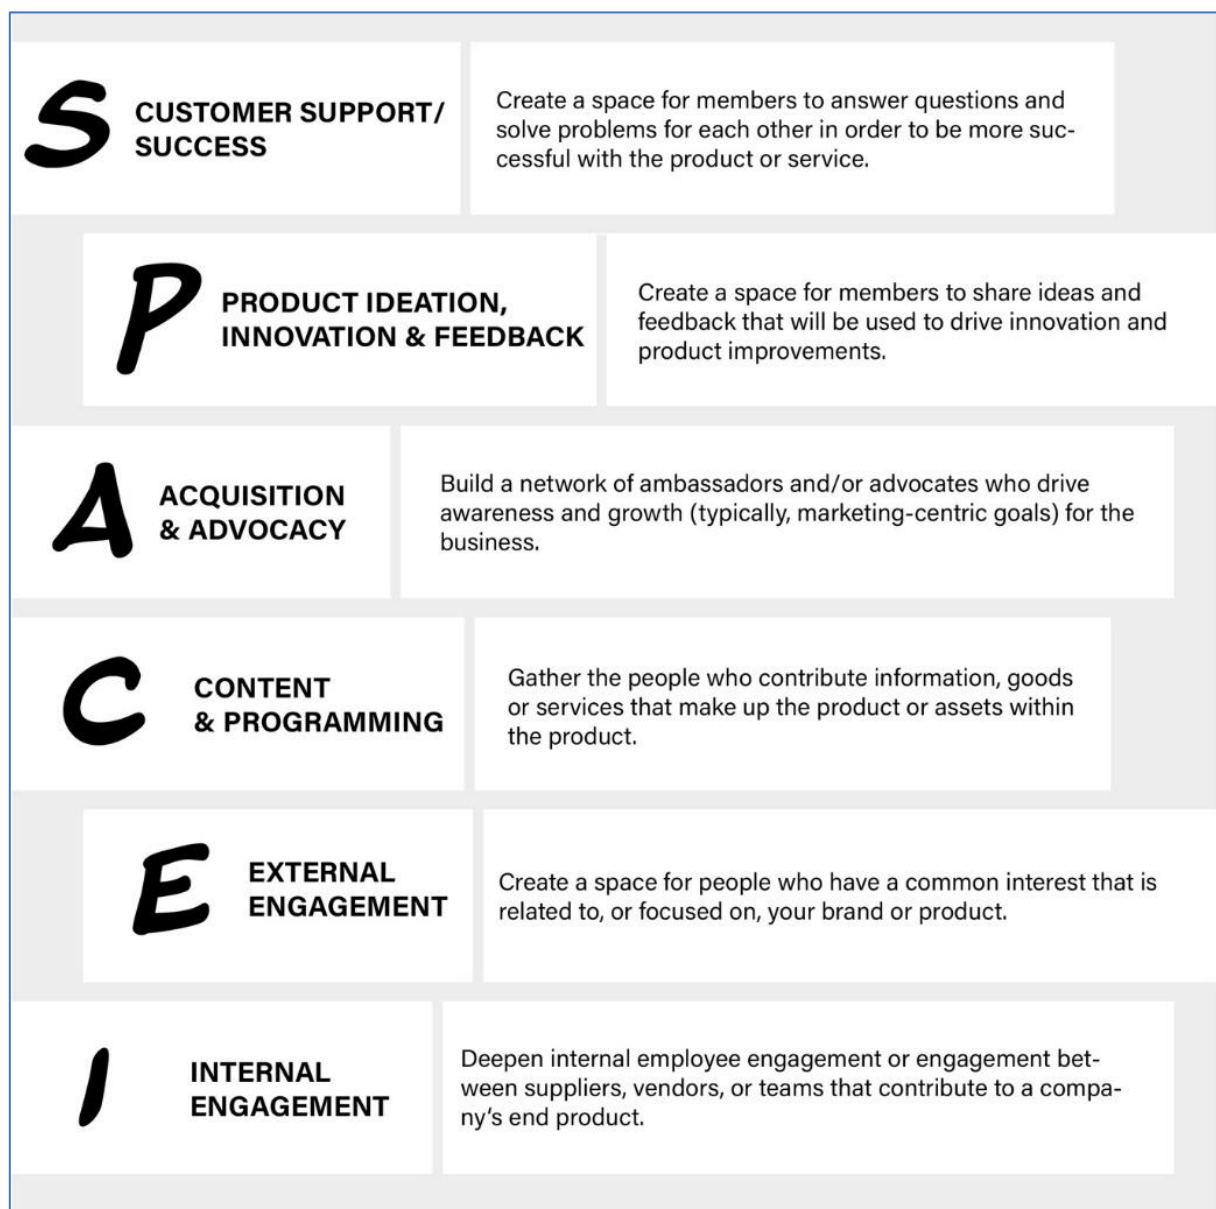 S
CUSTOMER SUPPORT/
SUCCESS
Create a space for members to answer questions and
solve problems for each other in order to be more suc-
cessful with the product or service.
P
PRODUCT IDEATION,
INNOVATION & FEEDBACK
Create a space for members to share ideas and
feedback that will be used to drive innovation and
product improvements.
A
ACQUISITION
& ADVOCACY
Build a network of ambassadors and/or advocates who drive
awareness and growth (typically, marketing-centric goals) for the
business.
C
CONTENT
& PROGRAMMING
Gather the people who contribute information, goods
or services that make up the product or assets within
the product.
E
EXTERNAL
ENGAGEMENT
Create a space for people who have a common interest that is
related to, or focused on, your brand or product.
I
INTERNAL
ENGAGEMENT
Deepen internal employee engagement or engagement bet-
ween suppliers, vendors, or teams that contribute to a compa-
ny’s end product.